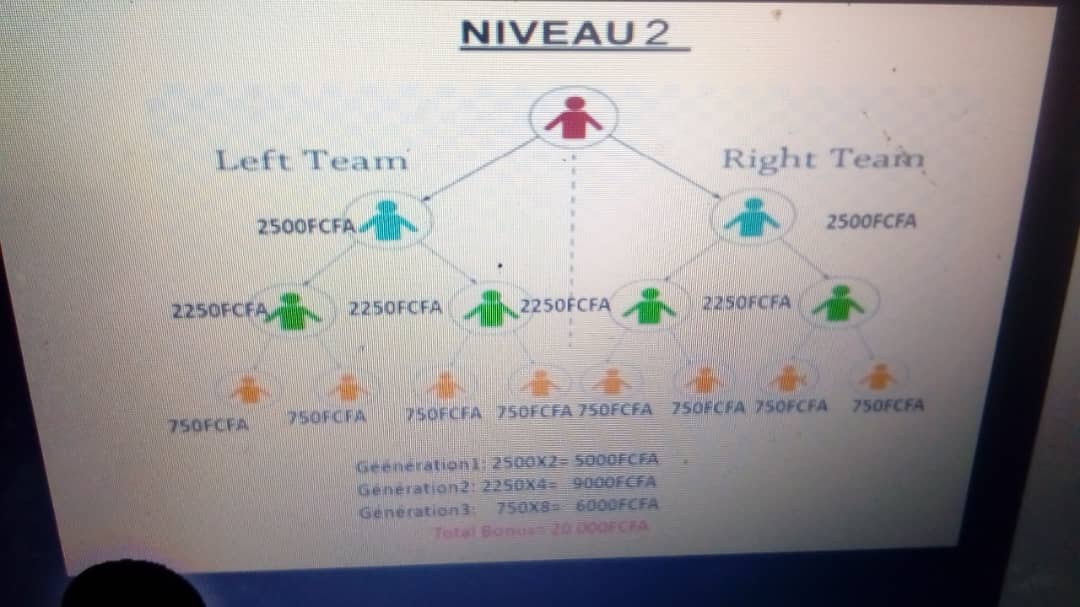 NIVEAU 2
Left Team
Right Team
2500FCFA
2500FCFA
2250FCFA
2250FCFA
2250FCFA
2250FCFA
750FCFA
750FCFA
750FCFA
750FCFA
750FCFA
750FCFA
750FCFA
750FCFA
Géénération1: 2500X2= 5000FCFA
Génération2: 2250X4= 9000FCFA
Génération3: 750X8= 6000FCFA
Total Bonus= 20 000FCFA